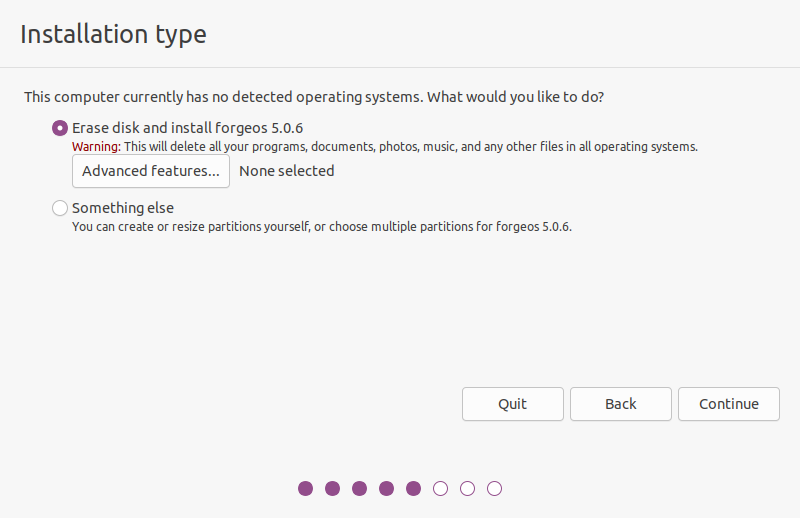 Installation type
This computer currently has no detected operating systems. What would you like to do?
Erase disk and install forgeos 5.0.6
Warning: This will delete all your programs, documents, photos, music, and any other files in all operating systems.
Advanced features... None selected
Something else
You can create or resize partitions yourself, or choose multiple partitions for forgeos 5.0.6.
Quit Back Continue